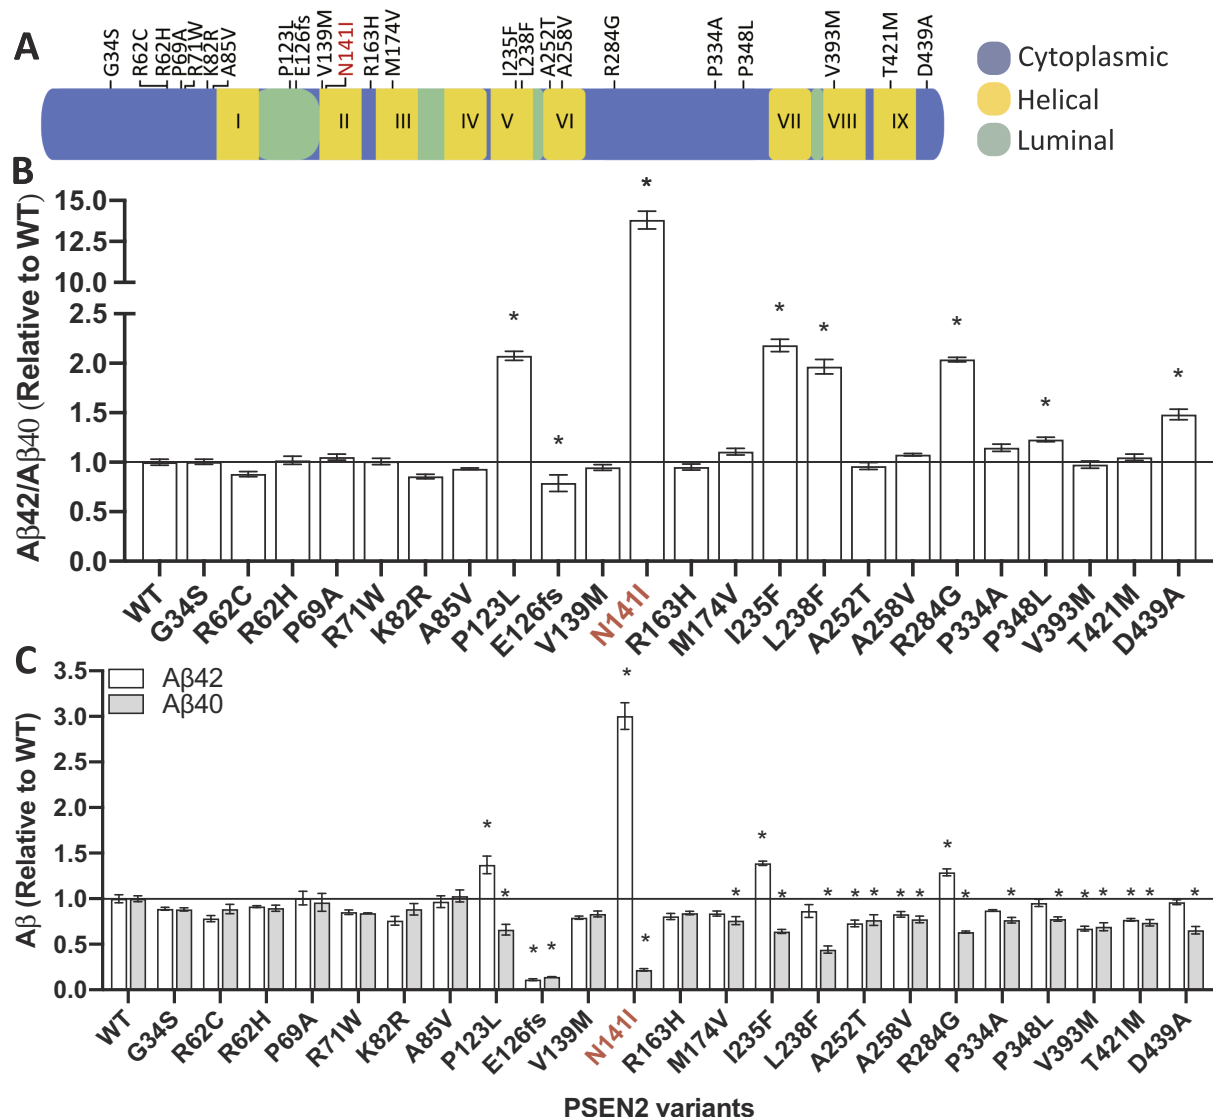 A
G34S
R62C
R62H
P69A
R71W
K82R
A85V
P123L
E126fs
V139M
N141I
R163H
M174V
I235F
L238F
A252T
A258V
R284G
P334A
P348L
V393M
T421M
D439A
Cytoplasmic
Helical
Luminal
I
II
III
IV
V
VI
VII
VIII
IX
B
Aβ42/Aβ40 (Relative to WT)
15.0
12.5
10.0
2.5
2.0
1.5
1.0
0.5
0.0
* * * * * * * *
WT
G34S
R62C
R62H
P69A
R71W
K82R
A85V
P123L
E126fs
V139M
N141I
R163H
M174V
I235F
L238F
A252T
A258V
R284G
P334A
P348L
V393M
T421M
D439A
C
Aβ (Relative to WT)
3.5
3.0
2.5
2.0
1.5
1.0
0.5
0.0
Aβ42
Aβ40
* * * * * * * * * * * * * * * * * * * * * *
WT
G34S
R62C
R62H
P69A
R71W
K82R
A85V
P123L
E126fs
V139M
N141I
R163H
M174V
I235F
L238F
A252T
A258V
R284G
P334A
P348L
V393M
T421M
D439A
PSEN2 variants